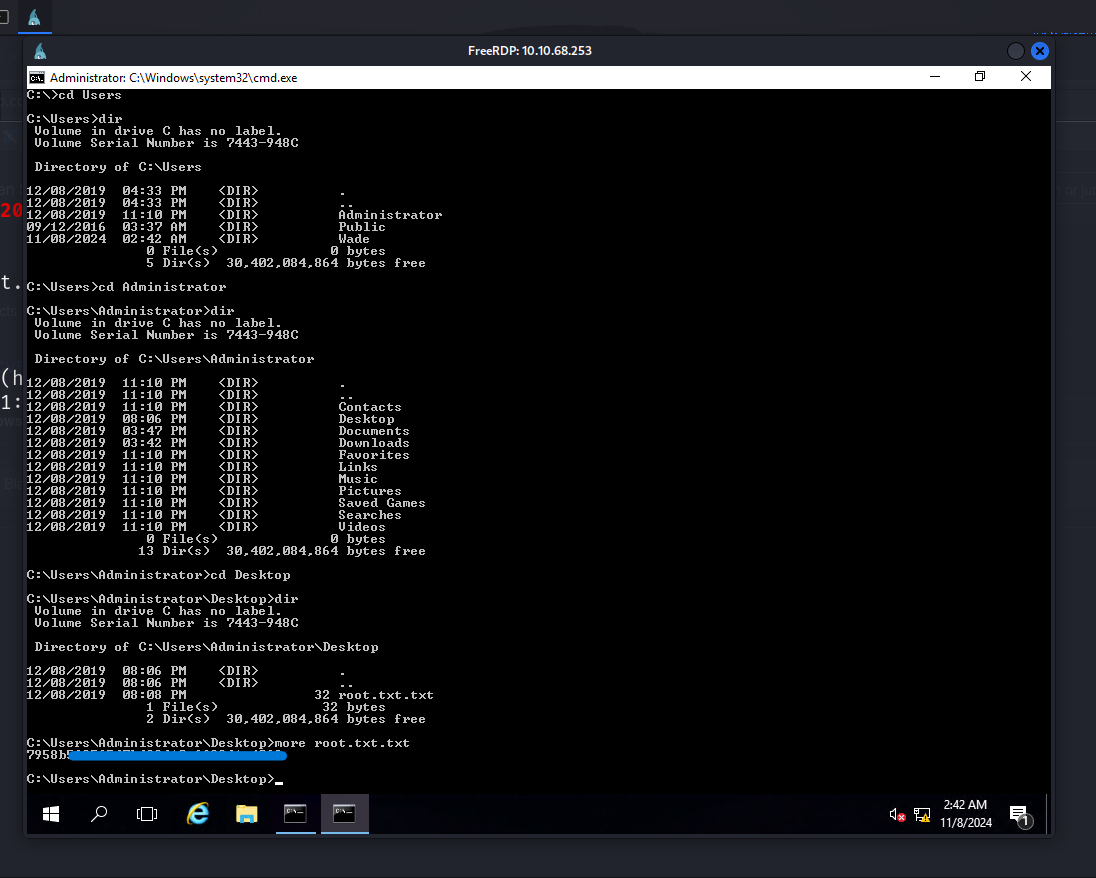 FreeRDP: 10.10.68.253
Administrator: C:\Windows\system32\cmd.exe
C:\>cd Users
C:\Users>dir
 Volume in drive C has no label.
 Volume Serial Number is 7443-948C
 Directory of C:\Users
12/08/2019  04:33 PM    <DIR>          .
12/08/2019  04:33 PM    <DIR>          ..
12/08/2019  11:10 PM    <DIR>          Administrator
09/12/2016  03:37 AM    <DIR>          Public
11/08/2024  02:42 AM    <DIR>          Wade
               0 File(s)              0 bytes
               5 Dir(s)  30,402,084,864 bytes free
C:\Users>cd Administrator
C:\Users\Administrator>dir
 Volume in drive C has no label.
 Volume Serial Number is 7443-948C
 Directory of C:\Users\Administrator
12/08/2019  11:10 PM    <DIR>          .
12/08/2019  11:10 PM    <DIR>          ..
12/08/2019  11:10 PM    <DIR>          Contacts
12/08/2019  08:06 PM    <DIR>          Desktop
12/08/2019  03:47 PM    <DIR>          Documents
12/08/2019  03:42 PM    <DIR>          Downloads
12/08/2019  11:10 PM    <DIR>          Favorites
12/08/2019  11:10 PM    <DIR>          Links
12/08/2019  11:10 PM    <DIR>          Music
12/08/2019  11:10 PM    <DIR>          Pictures
12/08/2019  11:10 PM    <DIR>          Saved Games
12/08/2019  11:10 PM    <DIR>          Searches
12/08/2019  11:10 PM    <DIR>          Videos
               0 File(s)              0 bytes
              13 Dir(s)  30,402,084,864 bytes free
C:\Users\Administrator>cd Desktop
C:\Users\Administrator\Desktop>dir
 Volume in drive C has no label.
 Volume Serial Number is 7443-948C
 Directory of C:\Users\Administrator\Desktop
12/08/2019  08:06 PM    <DIR>          .
12/08/2019  08:06 PM    <DIR>          ..
12/08/2019  08:08 PM                32 root.txt.txt
               1 File(s)             32 bytes
               2 Dir(s)  30,402,084,864 bytes free
C:\Users\Administrator\Desktop>more root.txt.txt
7958b
C:\Users\Administrator\Desktop>_
2:42 AM
11/8/2024
1
20
t.
(h
1: